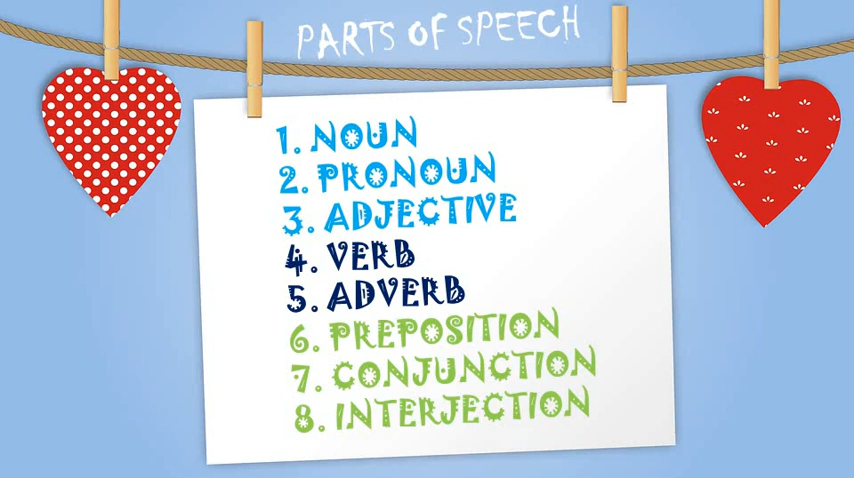 PARTS OF SPEECH
1. NOUN
2. PRONOUN
3. ADJECTIVE
4. VERB
5. ADVERB
6. PREPOSITION
7. CONJUNCTION
8. INTERJECTION